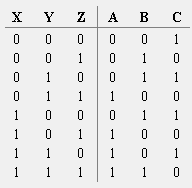 X Y Z A B C
0 0 0 0 0 1
0 0 1 0 1 0
0 1 0 0 1 1
0 1 1 1 0 0
1 0 0 0 1 1
1 0 1 1 0 0
1 1 0 1 0 1
1 1 1 1 1 0